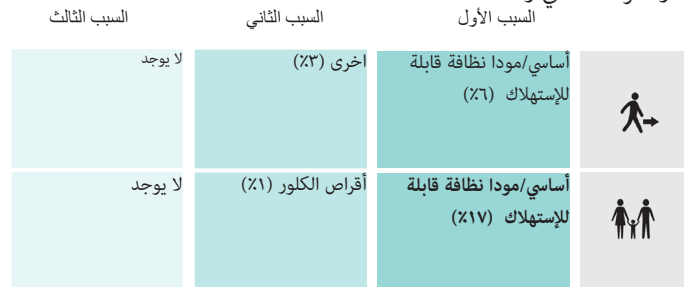 السبب الأول
السبب الثاني
السبب الثالث
أساسي/مودا نظافة قابلة
للإستهلاك (٦٪)
اخرى (٣٪)
لا يوجد
أساسي/مودا نظافة قابلة
للإستهلاك (١٧٪)
أقراص الكلور (١٪)
لا يوجد